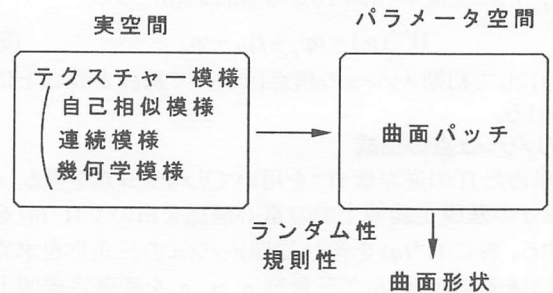 実空間
パラメータ空間
テクスチャー 模様
自己相似模様
連続模様
幾何学模様
曲面パッチ
ランダム性
規則性
曲面形状